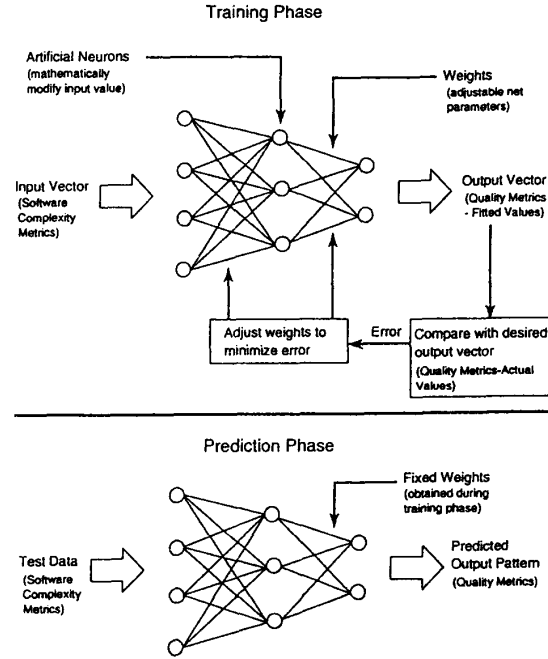 Training Phase
Artificial Neurons
(mathematically
modify input value)
Weights
(adjustable net
parameters)
Input Vector
(Software
Complexity
Metrics)
Output Vector
(Quality Metrics
- Fitted Values)
Adjust weights to
minimize error
Error
Compare with desired
output vector
(Quality Metrics-Actual
Values)
Prediction Phase
Fixed Weights
(obtained during
training phase)
Test Data
(Software
Complexity
Metrics)
Predicted
Output Pattern
(Quality Metrics)